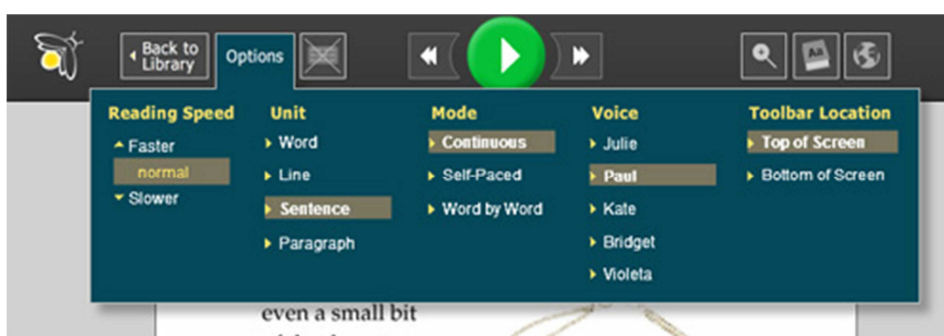 Back to
Library
Options
Aa
Reading Speed
Faster
normal
Slower
Unit
Word
Line
Sentence
Paragraph
Mode
Continuous
Self-Paced
Word by Word
Voice
Julie
Paul
Kate
Bridget
Violeta
Toolbar Location
Top of Screen
Bottom of Screen
even a small bit